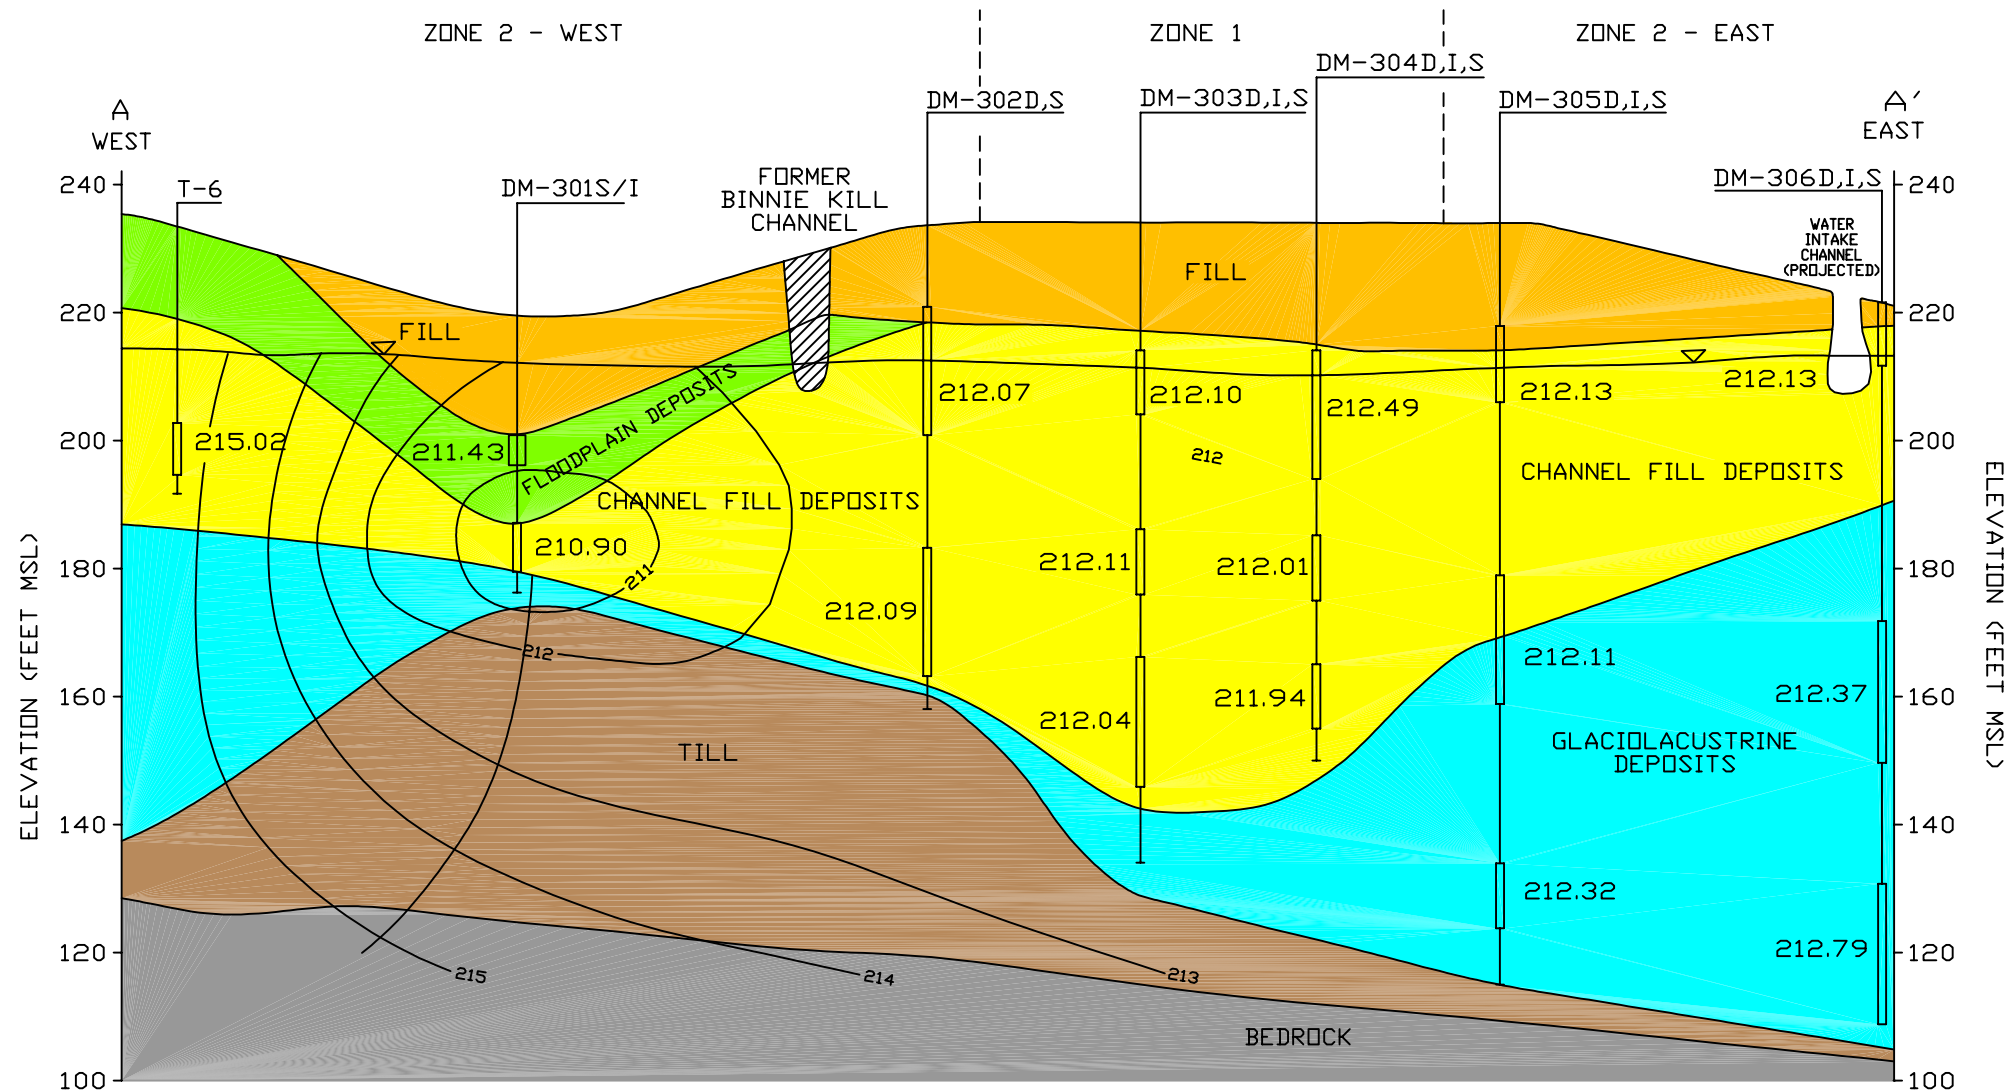 ZONE 2 - WEST
ZONE 1
ZONE 2 - EAST
DM-304D,I,S
DM-302D,S
DM-303D,I,S
DM-305D,I,S
A
WEST
A'
EAST
T-6
DM-301S/I
FORMER
BINNIE KILL
CHANNEL
DM-306D,I,S
WATER
INTAKE
CHANNEL
(PROJECTED)
240
220
200
180
160
140
120
100
ELEVATION (FEET MSL)
240
220
200
180
160
140
120
100
ELEVATION (FEET MSL)
FILL
FILL
FLOODPLAIN DEPOSITS
CHANNEL FILL DEPOSITS
CHANNEL FILL DEPOSITS
215.02
211.43
210.90
212.07
212.09
212.10
212.11
212.04
212.49
212.01
211.94
212.13
212.11
212.32
212.13
212.37
212.79
212
211
212
215
214
213
TILL
GLACIOLACUSTRINE
DEPOSITS
BEDROCK